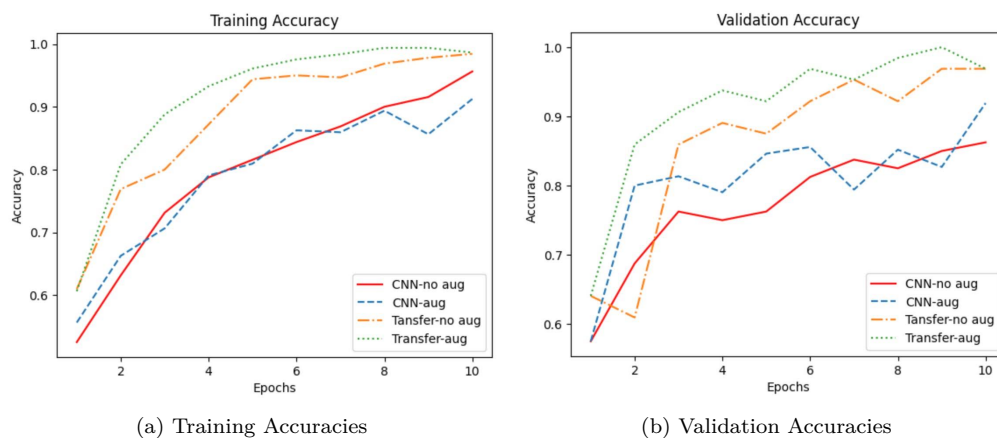 Training Accuracy
1.0
0.9
0.8
0.7
0.6
Accuracy
2
4
6
8
10
Epochs
CNN-no aug
CNN-aug
Tansfer-no aug
Transfer-aug
(a) Training Accuracies
Validation Accuracy
1.0
0.9
0.8
0.7
0.6
Accuracy
2
4
6
8
10
Epochs
CNN-no aug
CNN-aug
Tansfer-no aug
Transfer-aug
(b) Validation Accuracies